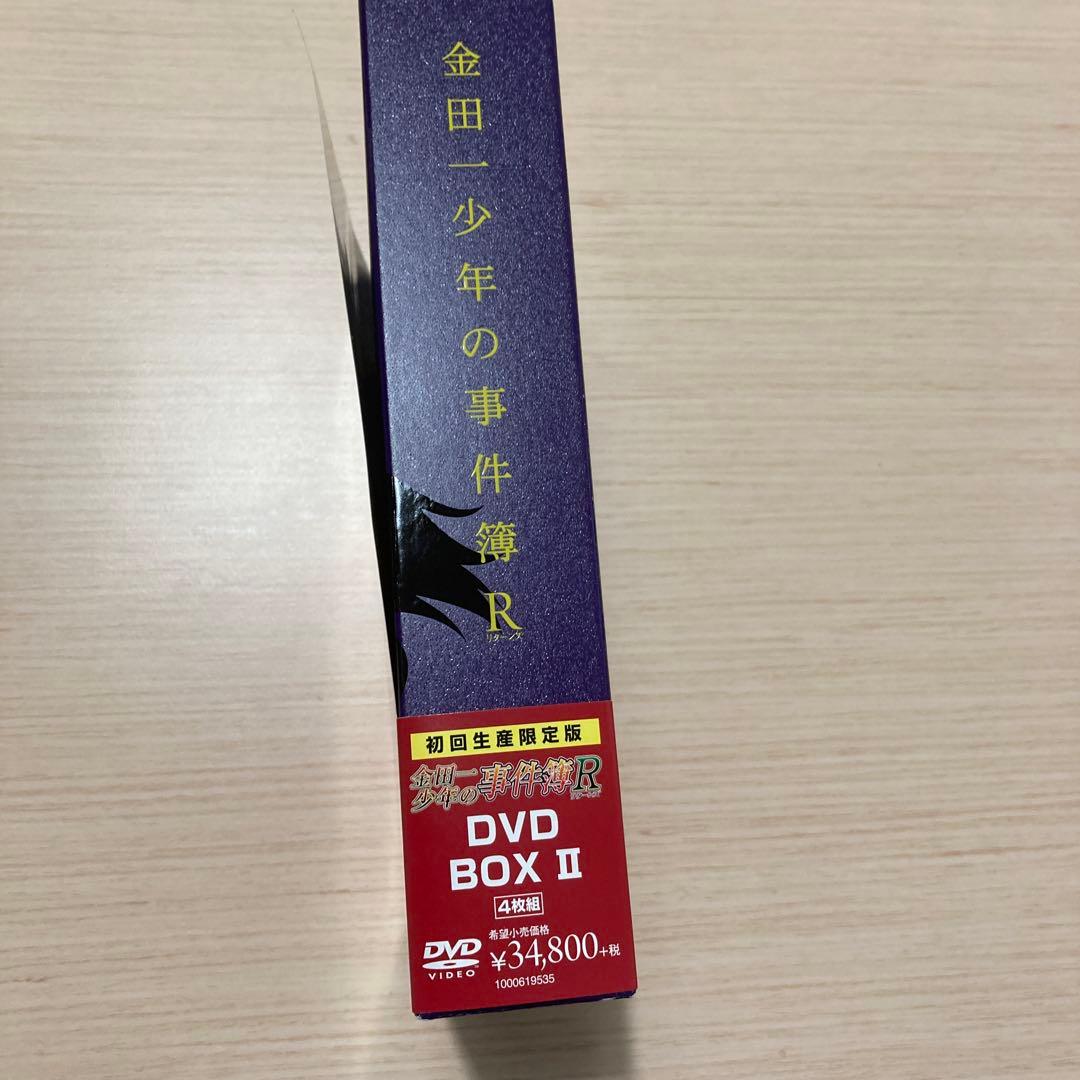 金田一少年の事件簿R
リターンズ
初回生産限定版
金田一少年の事件簿R
リターンズ
DVD
BOX Ⅱ
4枚組
希望小売価格
¥34,800+税
DVD
VIDEO
1000619535